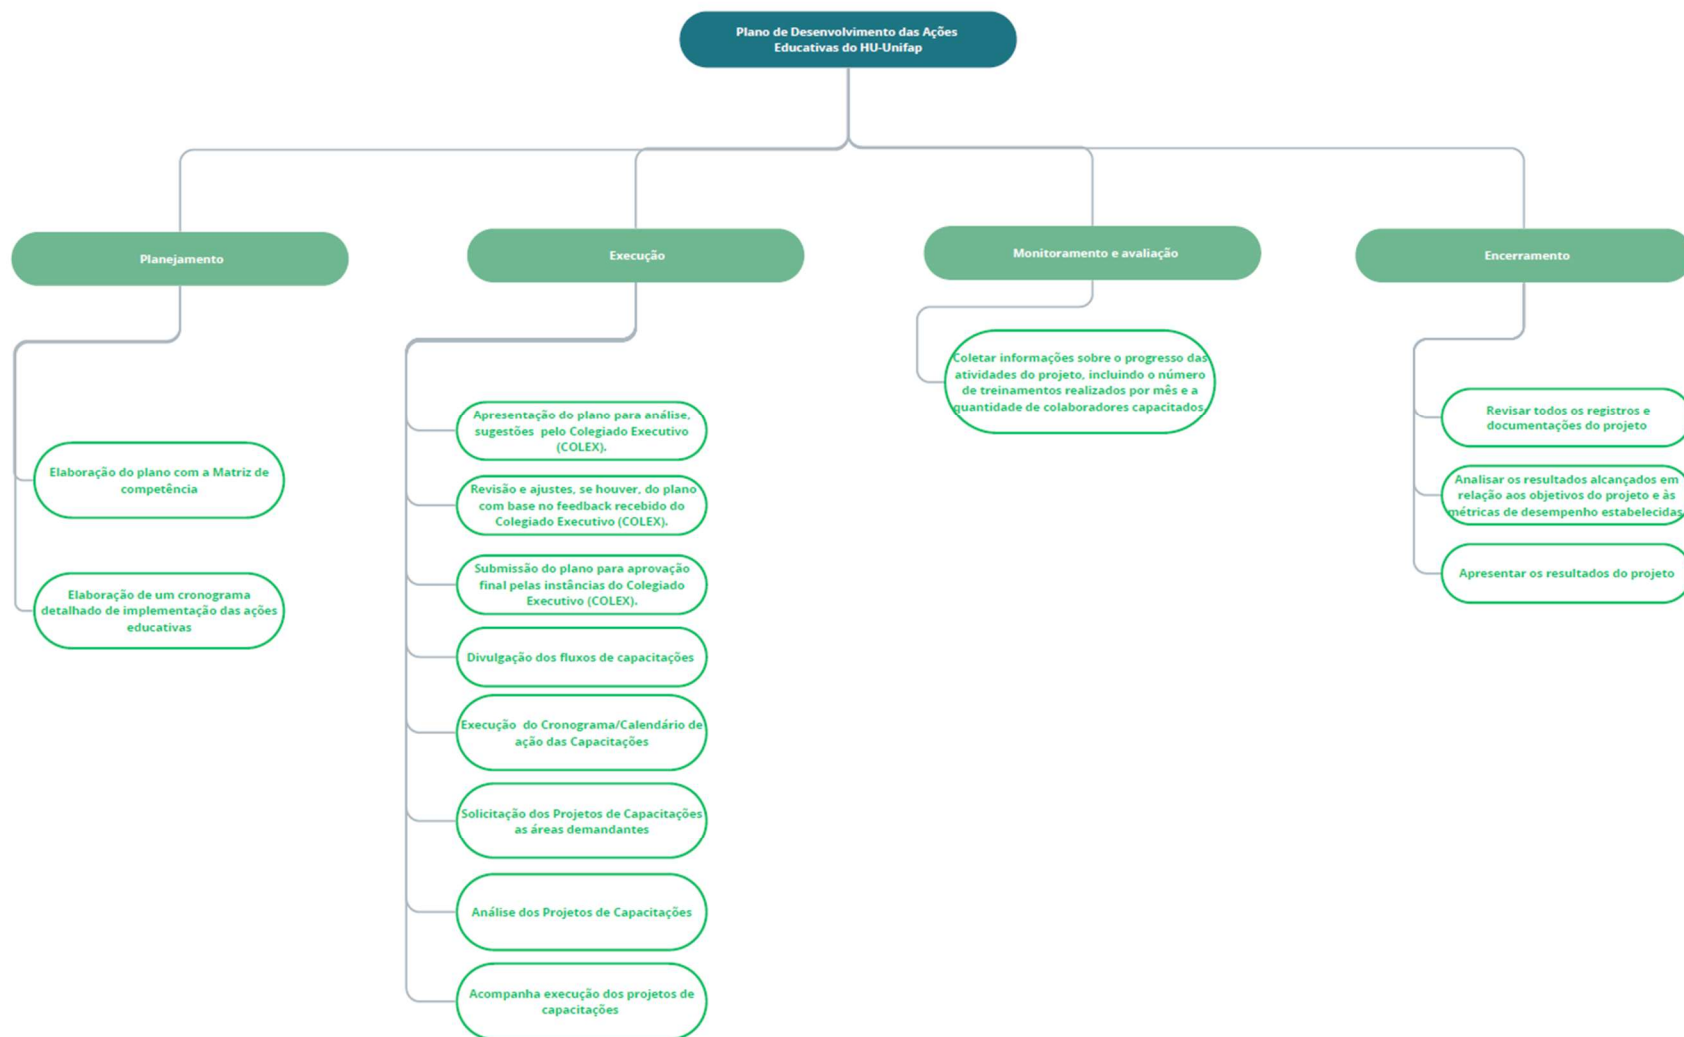 Plano de Desenvolvimento das Ações
Educativas do HU-Unifap
Planejamento
Elaboração do plano com a Matriz de
competência
Elaboração de um cronograma
detalhado de implementação das ações
educativas
Execução
Apresentação do plano para análise,
sugestões  pelo Colegiado Executivo
(COLEX).
Revisão e ajustes, se houver, do plano
com base no feedback recebido do
Colegiado Executivo (COLEX).
Submissão do plano para aprovação
final pelas instâncias do Colegiado
Executivo (COLEX).
Divulgação dos fluxos de capacitações
Execução  do Cronograma/Calendário de
ação das Capacitações
Solicitação dos Projetos de Capacitações
as áreas demandantes
Análise dos Projetos de Capacitações
Acompanha execução dos projetos de
capacitações
Monitoramento e avaliação
Coletar informações sobre o progresso das
atividades do projeto, incluindo o número
de treinamentos realizados por mês e a
quantidade de colaboradores capacitados.
Encerramento
Revisar todos os registros e
documentações do projeto
Analisar os resultados alcançados em
relação aos objetivos do projeto e às
métricas de desempenho estabelecidas
Apresentar os resultados do projeto